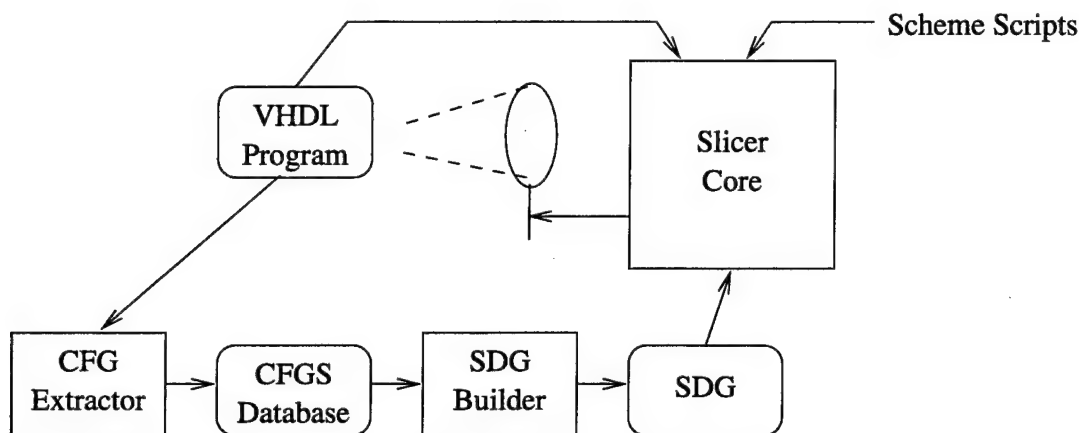 Scheme Scripts
VHDL
Program
Slicer
Core
CFG
Extractor
CFGS
Database
SDG
Builder
SDG